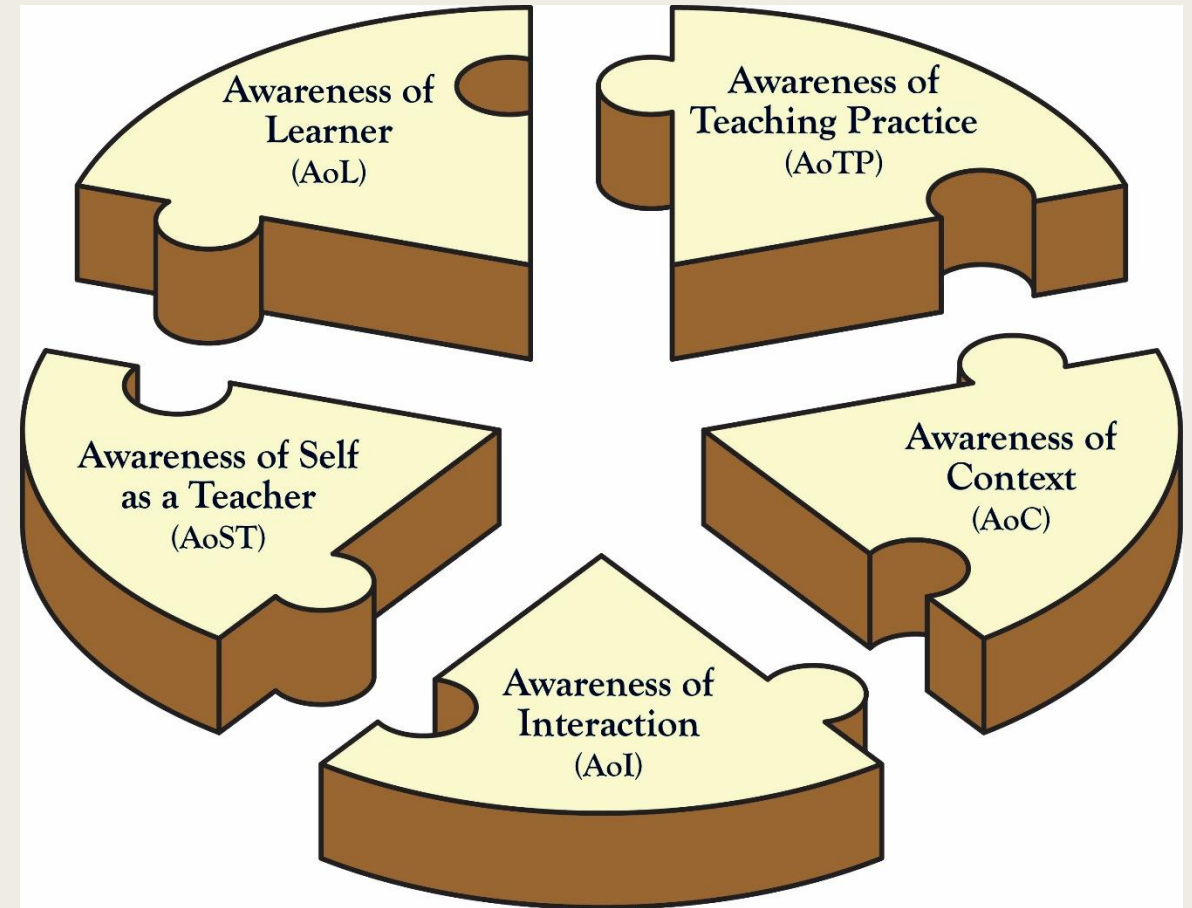 Awareness of
Learner
(AoL)
Awareness of
Teaching Practice
(AoTP)
Awareness of Self
as a Teacher
(AoST)
Awareness of
Context
(AoC)
Awareness of
Interaction
(AoI)